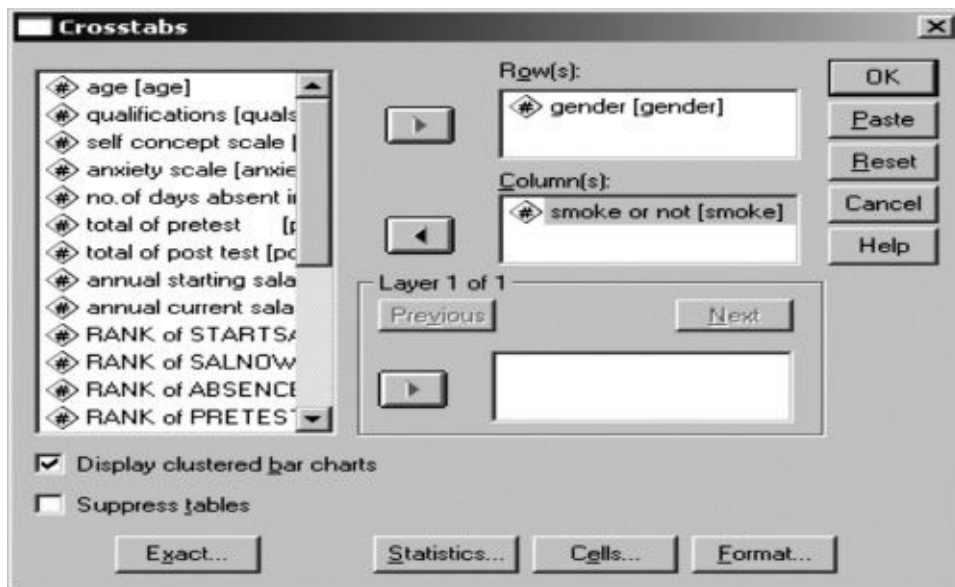 Crosstabs
age [age]
qualifications [quals
self concept scale [
anxiety scale [anxie
no.of days absent in
total of pretest [p
total of post test [po
annual starting sala
annual current sala
RANK of STARTSA
RANK of SALNOW
RANK of ABSENCE
RANK of PRETEST
Row(s):
gender [gender]
Column(s):
smoke or not [smoke]
Layer 1 of 1
Previous
Next
OK
Paste
Reset
Cancel
Help
Display clustered bar charts
Suppress tables
Exact...
Statistics...
Cells...
Format...